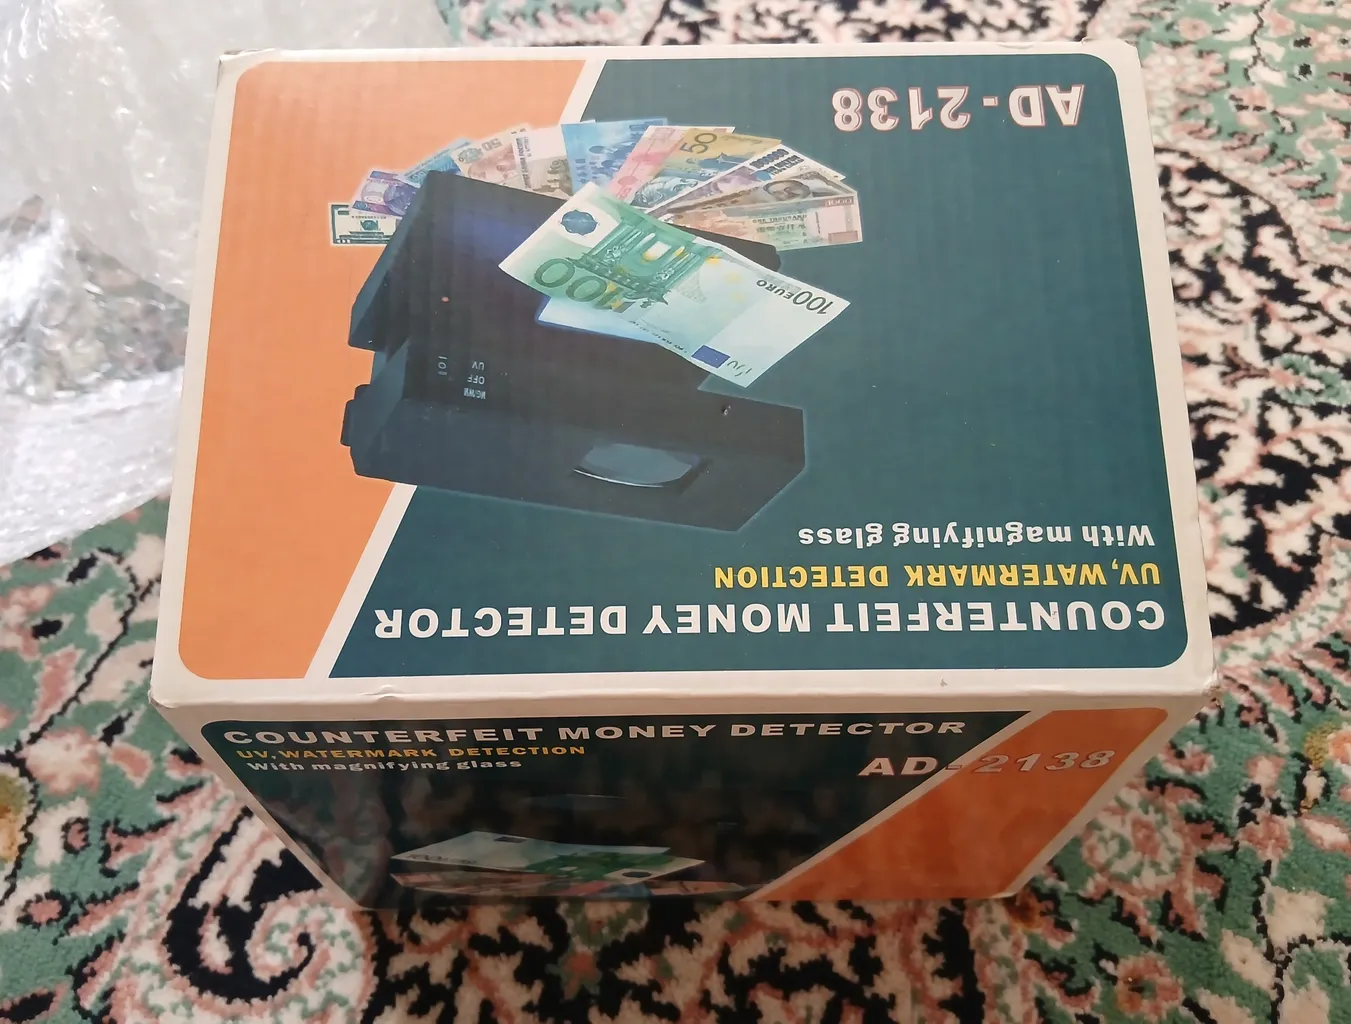 COUNTERFEIT MONEY DETECTOR
UV,WATERMARK DETECTION
With magnifying glass
MG/WM
OFF
UV
I O I
100 EURO
100
50
AD-2138
COUNTERFEIT MONEY DETECTOR
UV,WATERMARK DETECTION
With magnifying glass
AD-2138